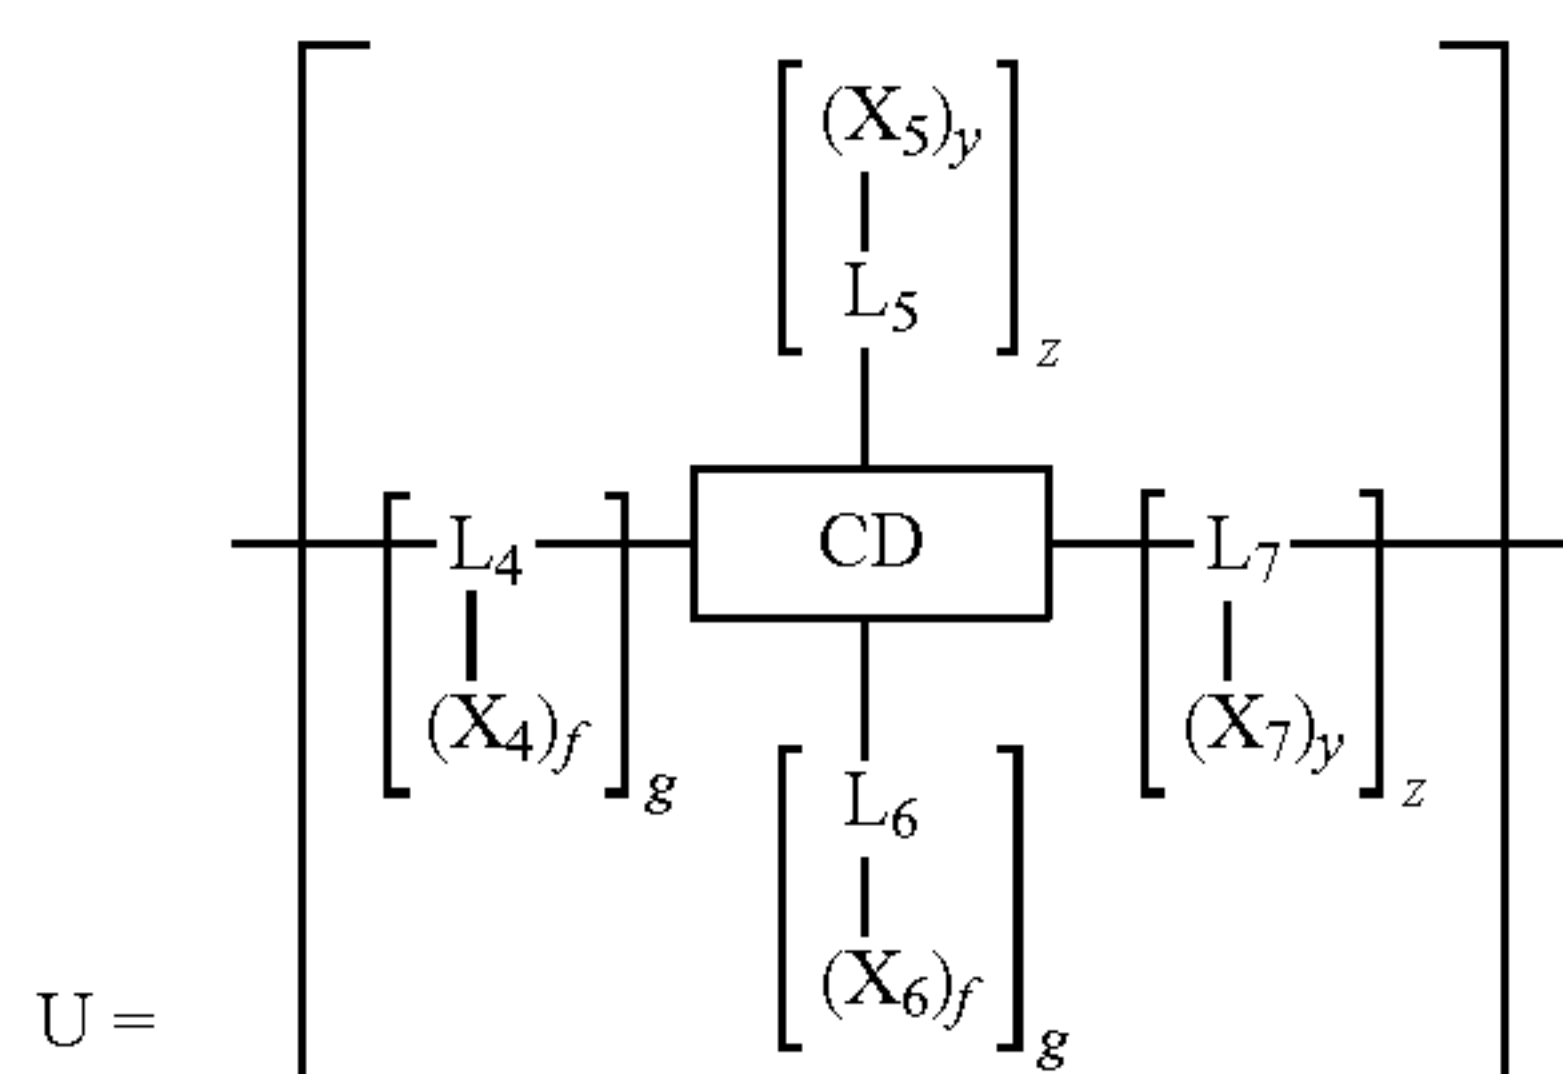 (X5)y
L5
z
L4 CD L7
(X4)f (X7)y
g z
L6
(X6)f
U =
g